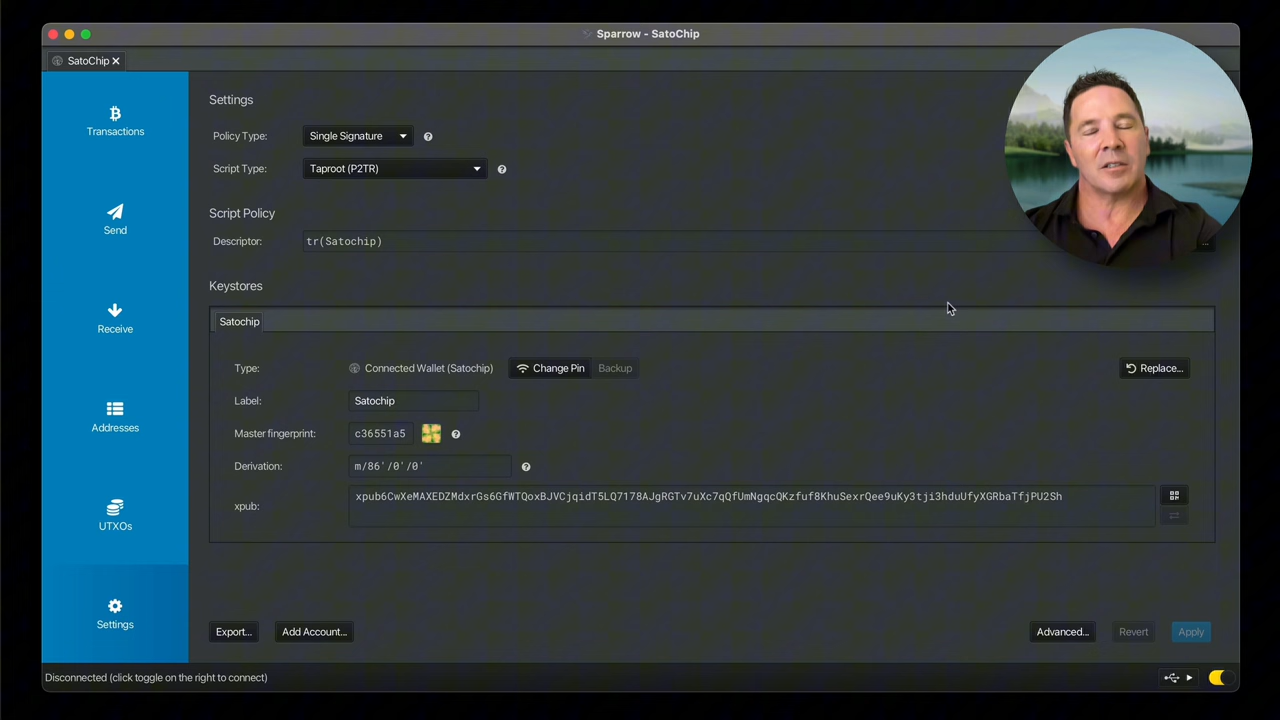 Sparrow - SatoChip
SatoChip
Transactions
Send
Receive
Addresses
UTXOs
Settings
Settings
Policy Type: Single Signature
Script Type: Taproot (P2TR)
Script Policy
Descriptor: tr(Satochip)
...
Keystores
Satochip
Type: Connected Wallet (Satochip) Change Pin Backup Replace...
Label: Satochip
Master fingerprint: c36551a5
Derivation: m/86'/0'/0'
xpub: xpub6CwXeMAXEDZMdxrGs6GfWTQoxBJVCjqidT5LQ7178AJgRGTv7uXc7qQfUmNgqcQKzfuf8KhuSexrQee9uKy3tji3hduUfyXGRbaTfjPU2Sh
Export... Add Account... Advanced... Revert Apply
Disconnected (click toggle on the right to connect)